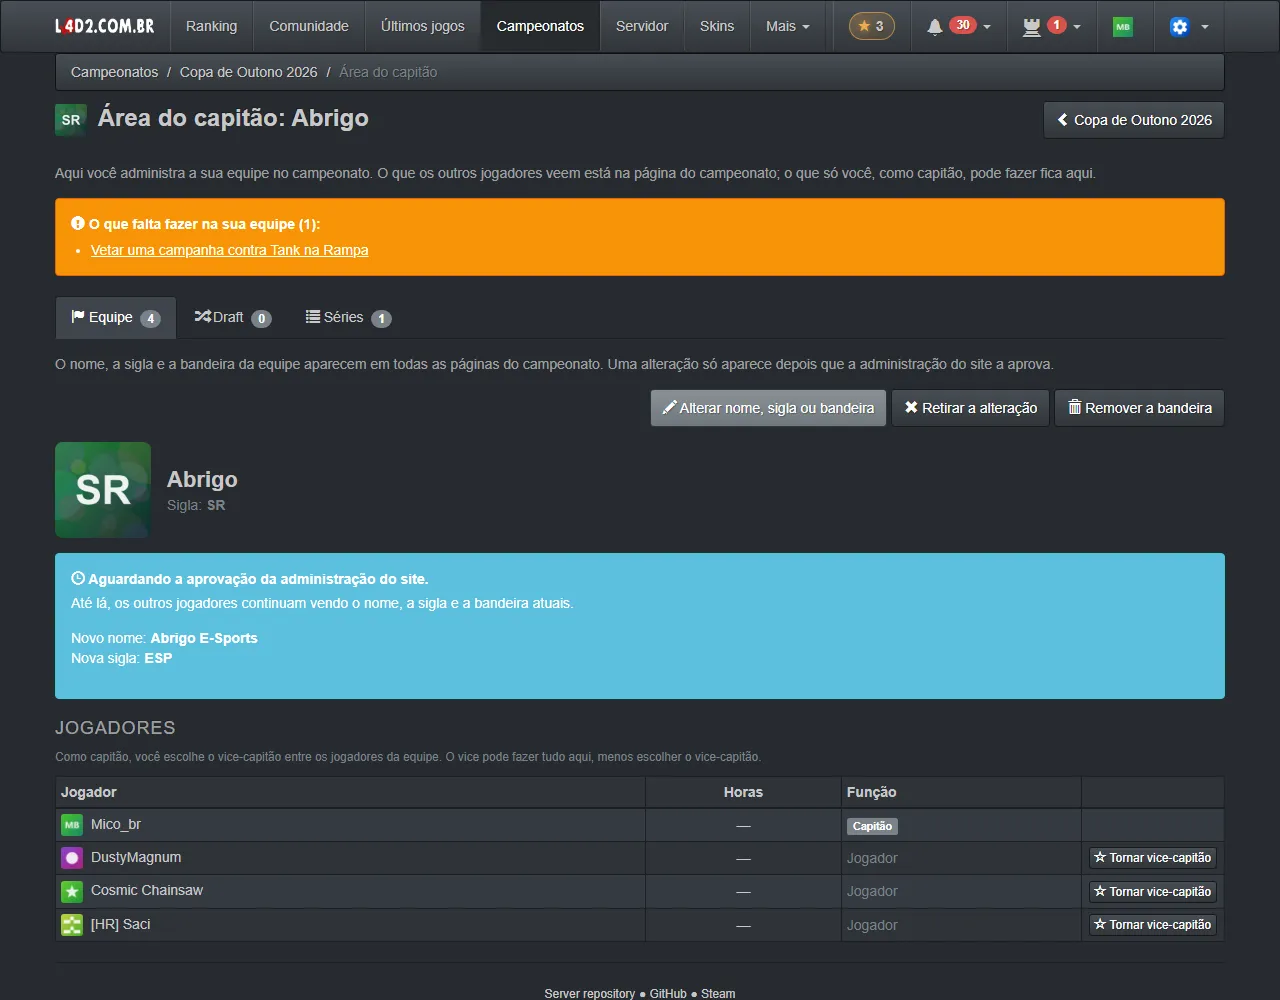 L4D2.COM.BR Ranking Comunidade Últimos jogos Campeonatos Servidor Skins Mais 3 30 1 MB
Campeonatos / Copa de Outono 2026 / Área do capitão
SR Área do capitão: Abrigo
Copa de Outono 2026
Aqui você administra a sua equipe no campeonato. O que os outros jogadores veem está na página do campeonato; o que só você, como capitão, pode fazer fica aqui.
O que falta fazer na sua equipe (1):
• Vetar uma campanha contra Tank na Rampa
Equipe 4 Draft 0 Séries 1
O nome, a sigla e a bandeira da equipe aparecem em todas as páginas do campeonato. Uma alteração só aparece depois que a administração do site a aprova.
Alterar nome, sigla ou bandeira Retirar a alteração Remover a bandeira
SR
Abrigo
Sigla: SR
Aguardando a aprovação da administração do site.
Até lá, os outros jogadores continuam vendo o nome, a sigla e a bandeira atuais.
Novo nome: Abrigo E-Sports
Nova sigla: ESP
JOGADORES
Como capitão, você escolhe o vice-capitão entre os jogadores da equipe. O vice pode fazer tudo aqui, menos escolher o vice-capitão.
Jogador Horas Função
MB Mico_br — Capitão
DustyMagnum — Jogador Tornar vice-capitão
Cosmic Chainsaw — Jogador Tornar vice-capitão
[HR] Saci — Jogador Tornar vice-capitão
Server repository ● GitHub ● Steam